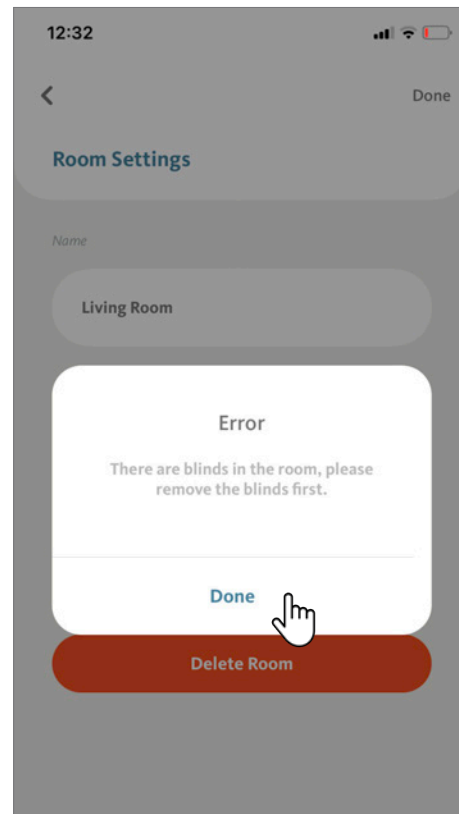 12:32
Done
Room Settings
Name
Living Room
Error
There are blinds in the room, please
remove the blinds first.
Done
Delete Room